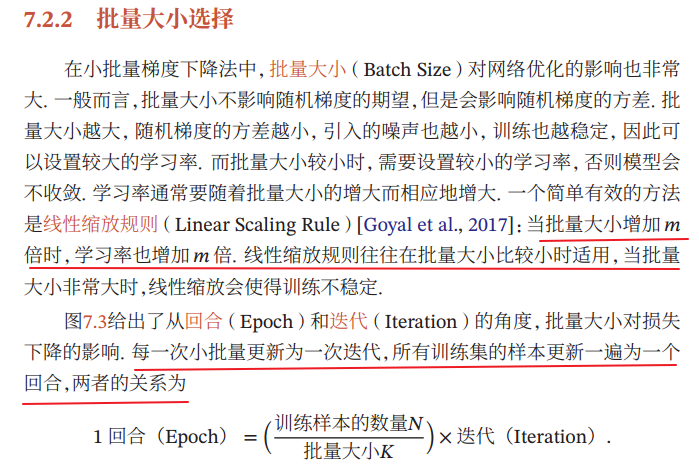 7.2.2 批量大小选择
在小批量梯度下降法中,批量大小(Batch Size)对网络优化的影响也非常
大. 一般而言,批量大小不影响随机梯度的期望,但是会影响随机梯度的方差. 批
量大小越大,随机梯度的方差越小,引入的噪声也越小,训练也越稳定,因此可
以设置较大的学习率. 而批量大小较小时,需要设置较小的学习率,否则模型会
不收敛. 学习率通常要随着批量大小的增大而相应地增大. 一个简单有效的方法
是线性缩放规则(Linear Scaling Rule)[Goyal et al., 2017]:当批量大小增加m
倍时,学习率也增加m倍. 线性缩放规则往往在批量大小比较小时适用,当批量
大小非常大时,线性缩放会使得训练不稳定.
图7.3给出了从回合(Epoch)和迭代(Iteration)的角度,批量大小对损失
下降的影响. 每一次小批量更新为一次迭代,所有训练集的样本更新一遍为一个
回合,两者的关系为
1 回合(Epoch) = (训练样本的数量N / 批量大小K) × 迭代(Iteration).